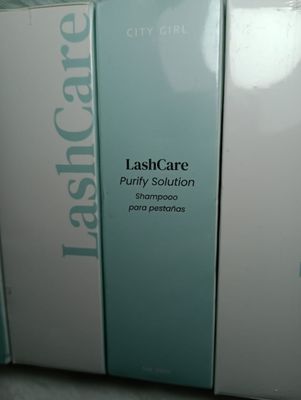 LashCare
CITY GIRL
LashCare
Purify Solution
Shampooo
para pestañas